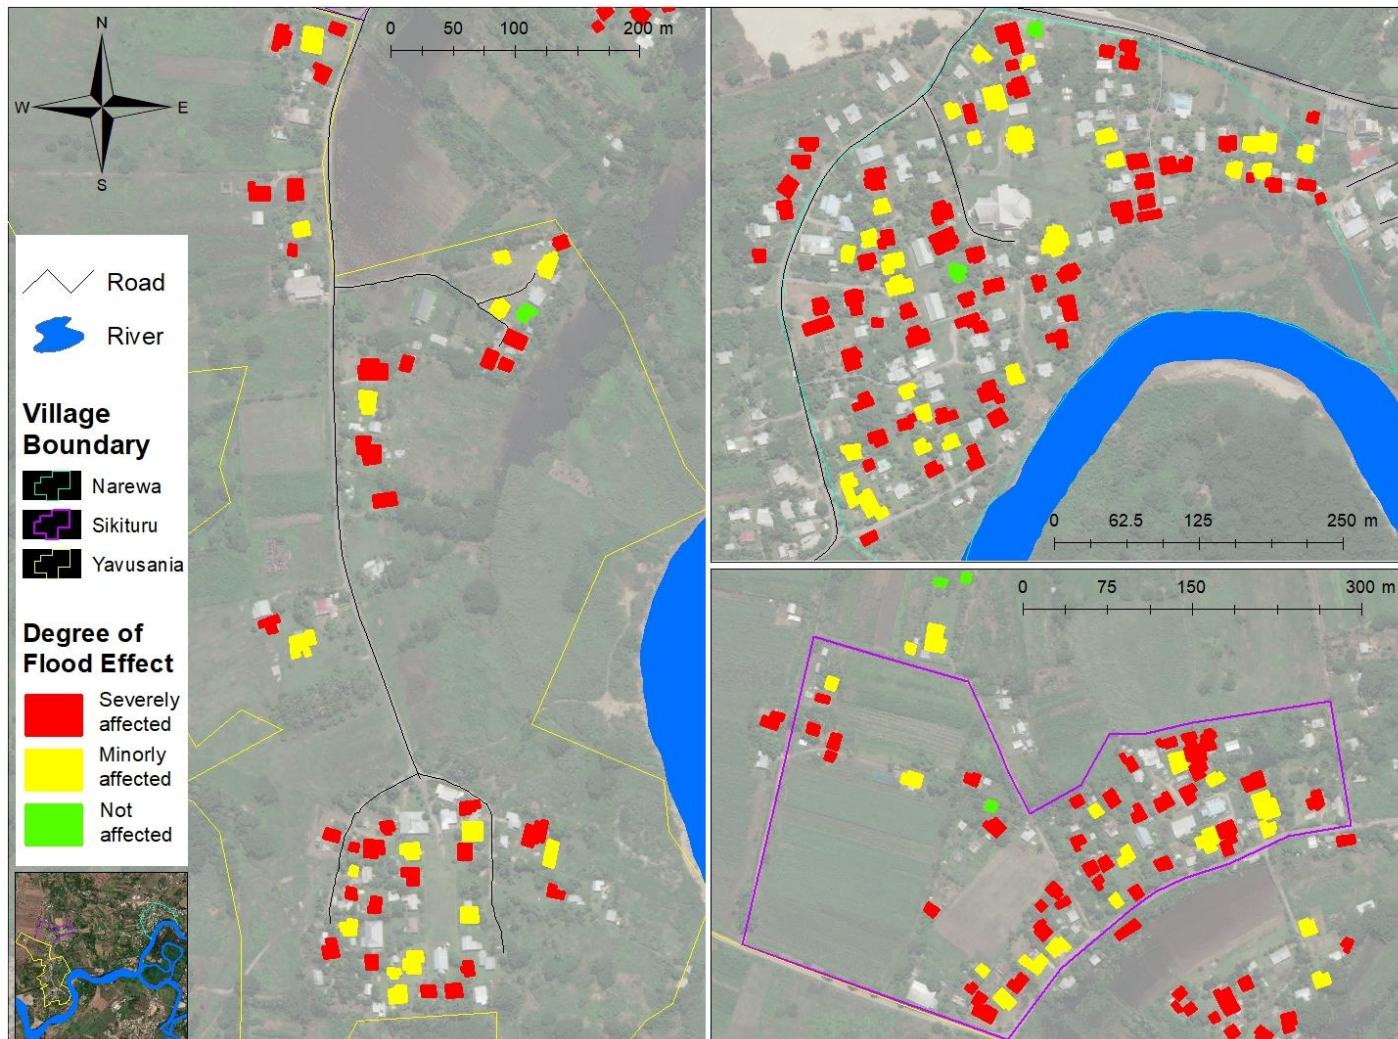 N
W E
S
0 50 100 200 m
Road
River
Village
Boundary
Narewa
Sikituru
Yavusania
Degree of
Flood Effect
Severely
affected
Minorly
affected
Not
affected
0 62.5 125 250 m
0 75 150 300 m